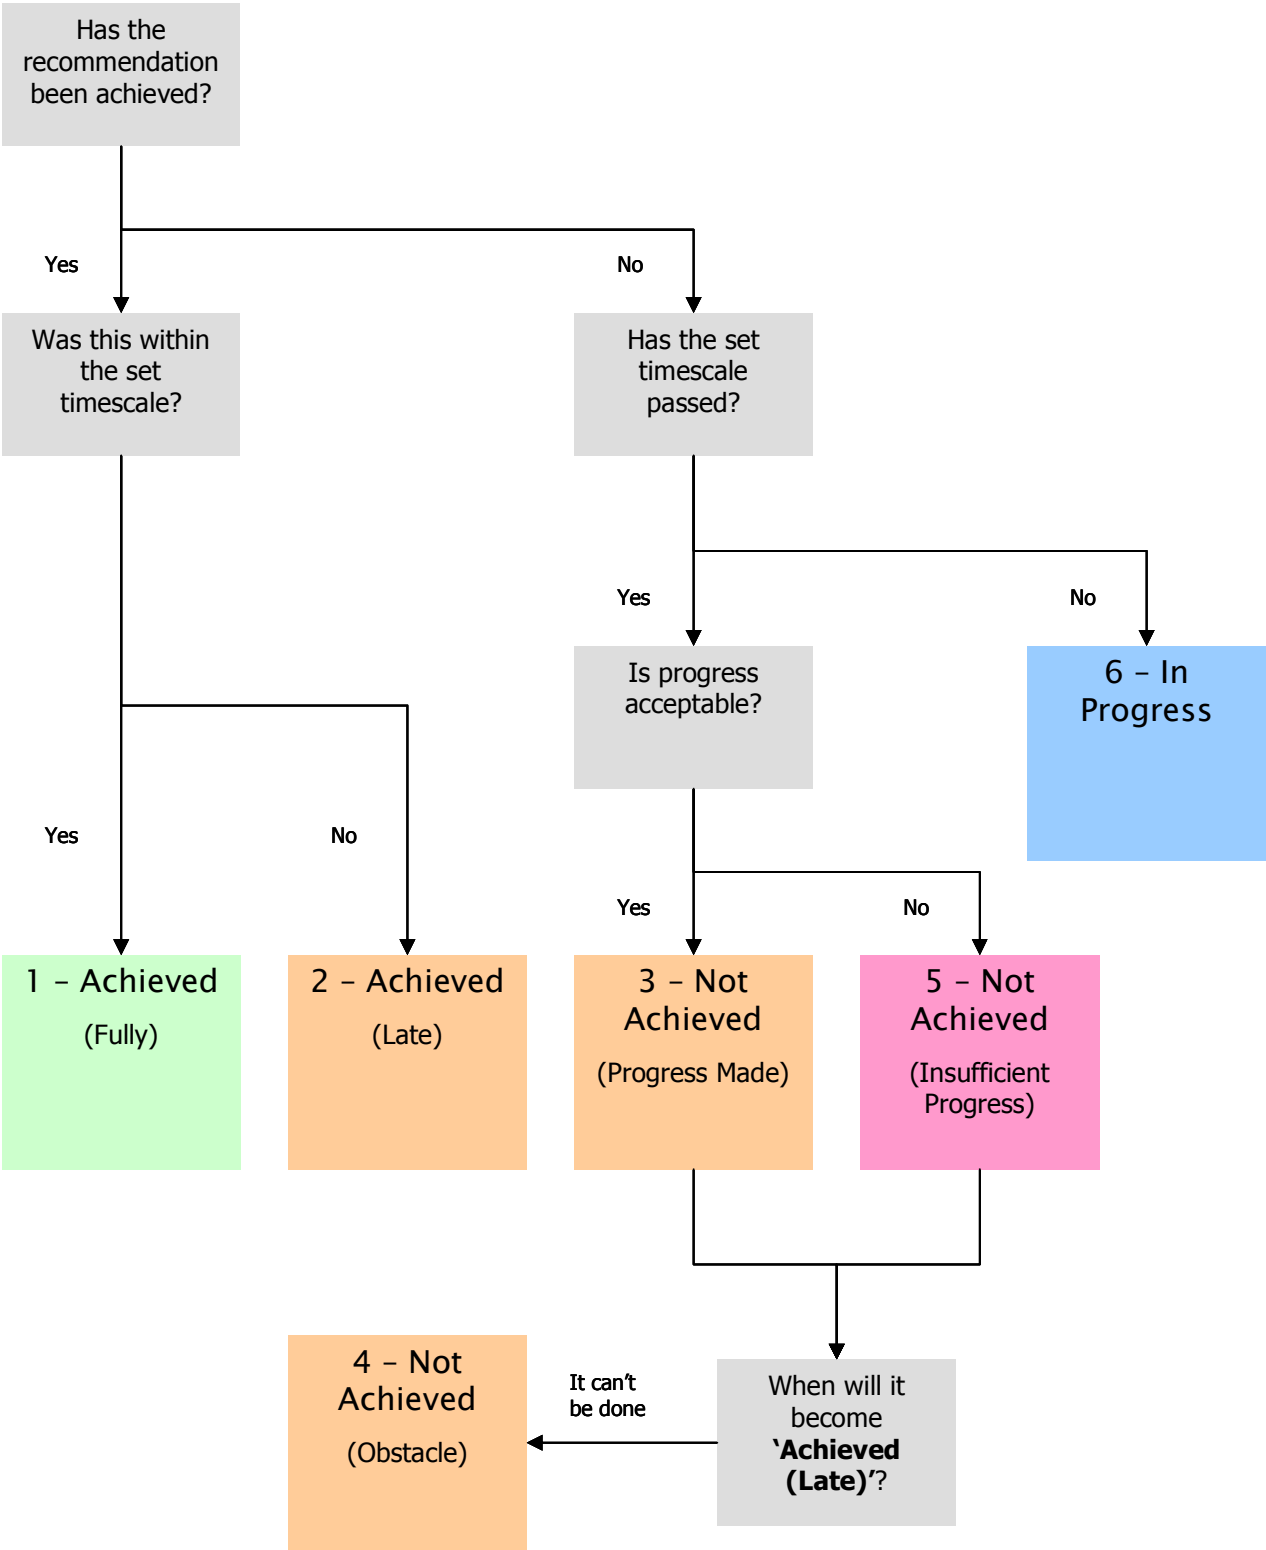 Has the
recommendation
been achieved?
Yes
No
Was this within
the set
timescale?
Has the set
timescale
passed?
Yes
No
Is progress
acceptable?
6 – In
Progress
Yes
No
Yes
No
1 – Achieved
(Fully)
2 – Achieved
(Late)
3 – Not
Achieved
(Progress Made)
5 – Not
Achieved
(Insufficient
Progress)
4 – Not
Achieved
(Obstacle)
It can't
be done
When will it
become
‘Achieved
(Late)’?